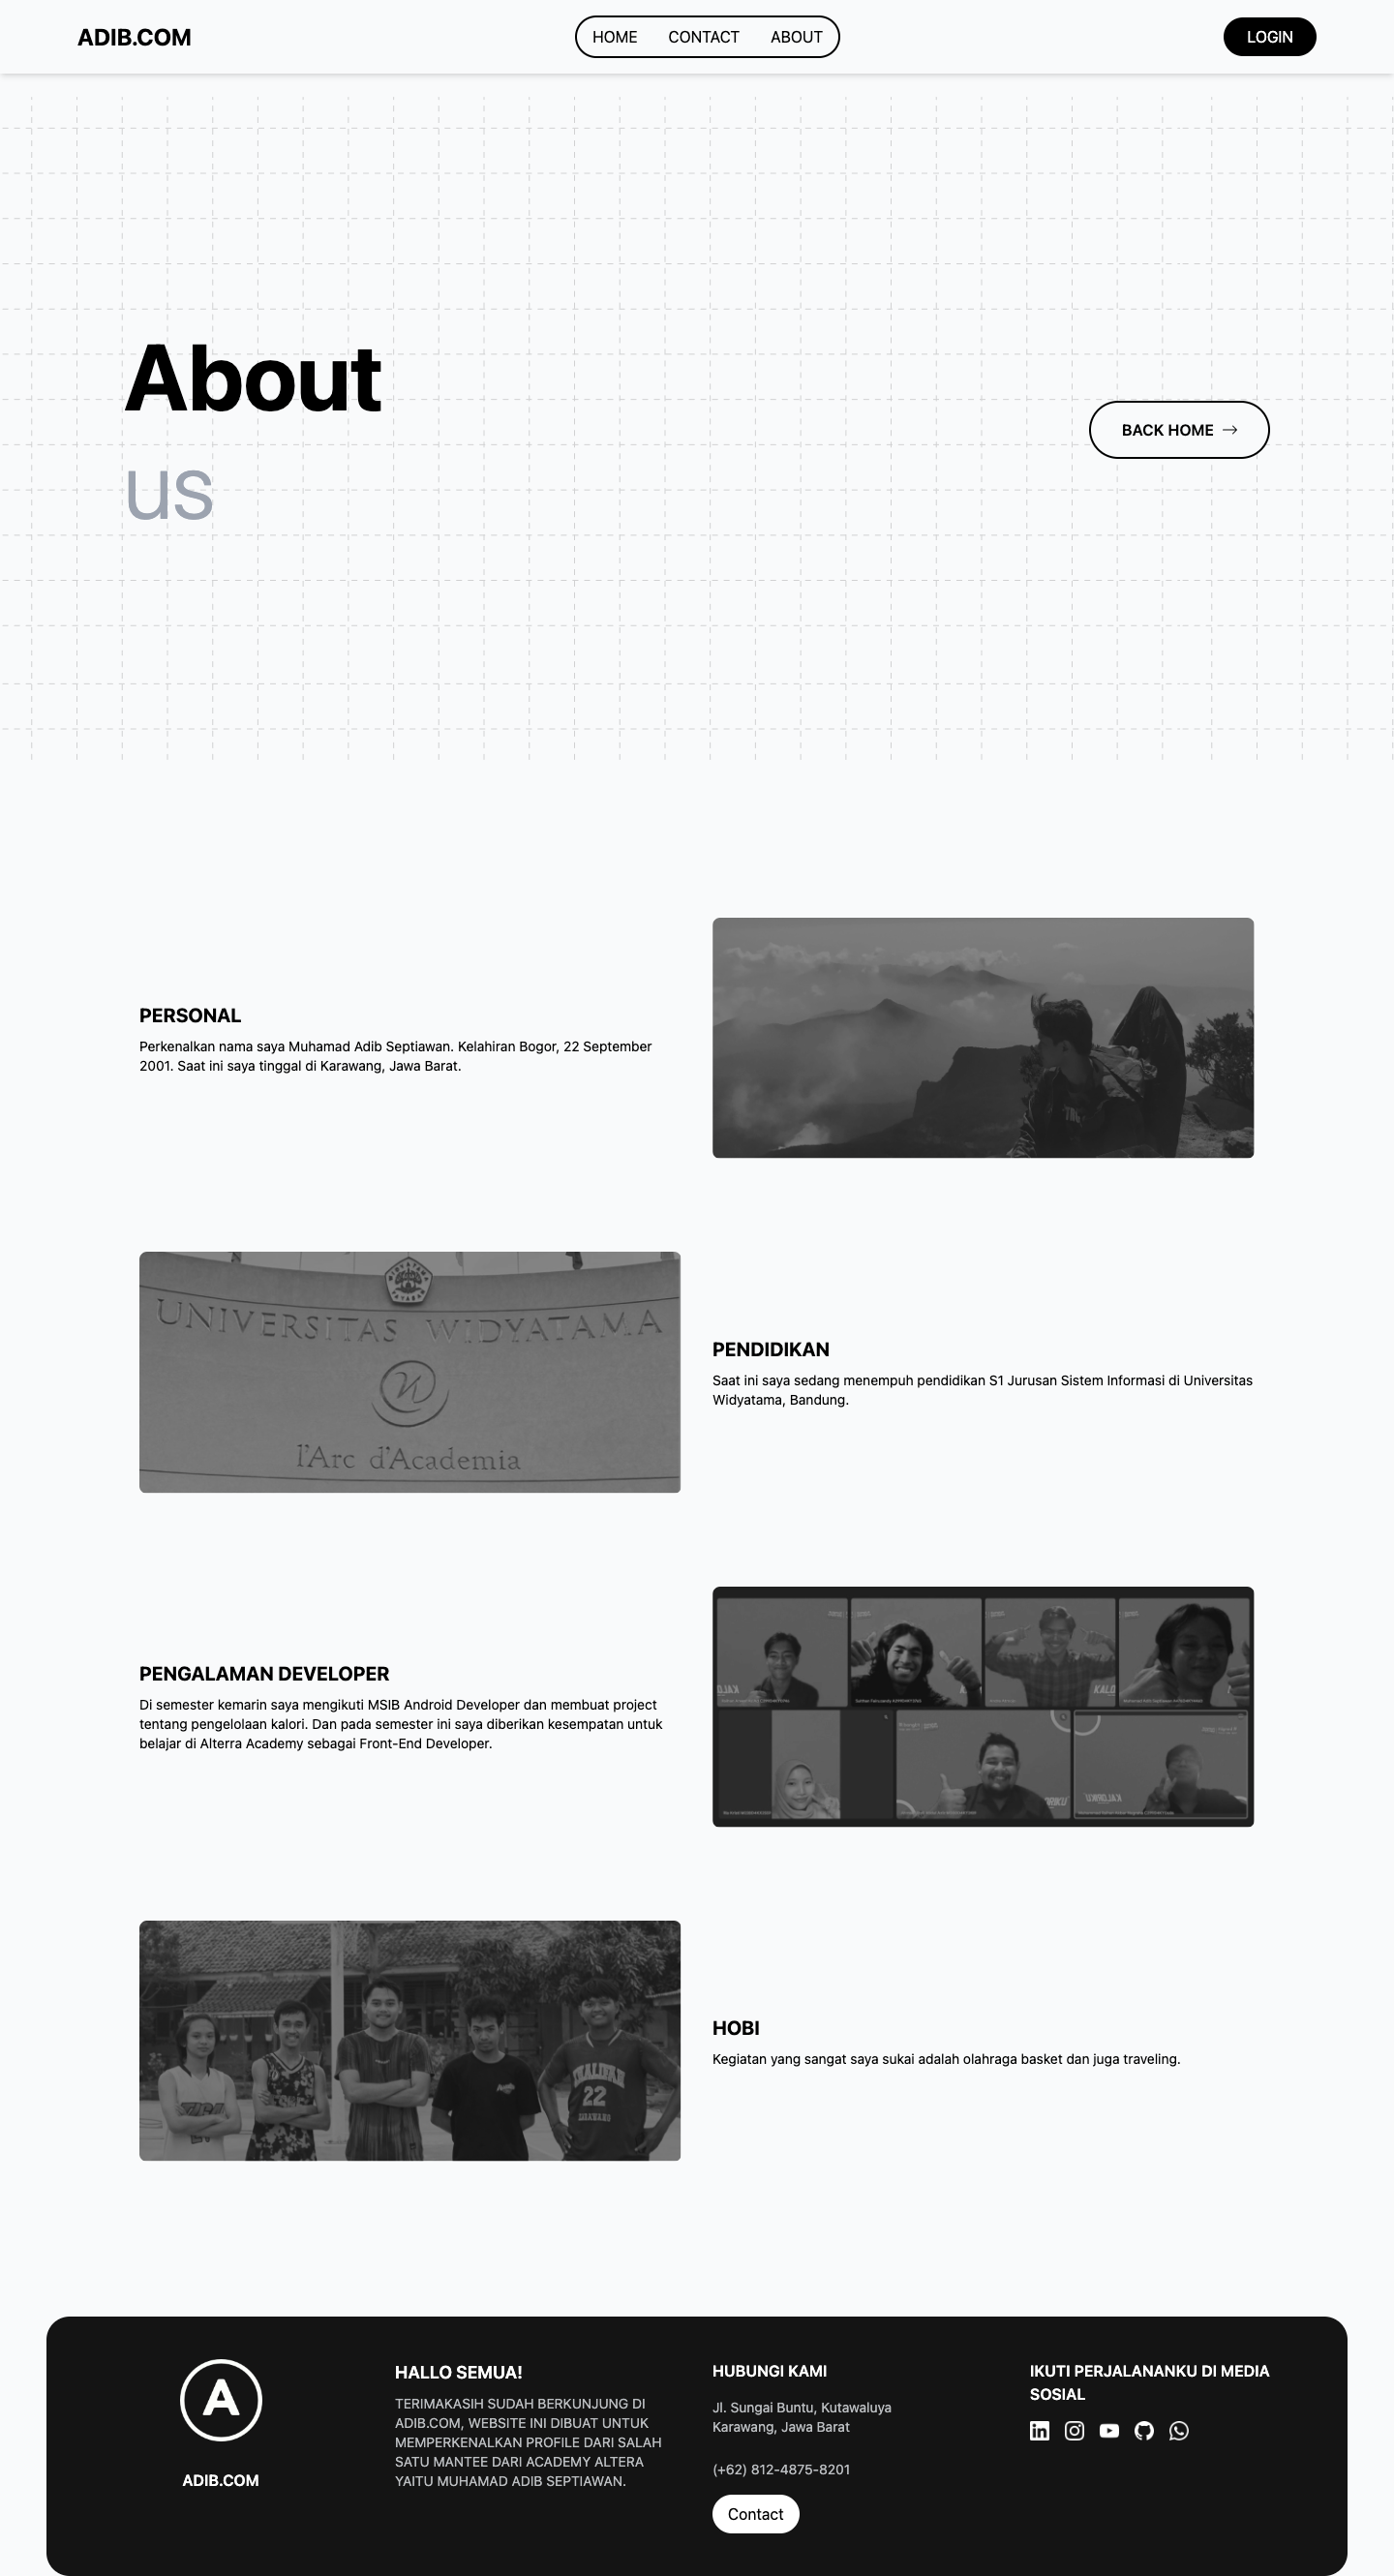 ADIB.COM
HOME CONTACT ABOUT
LOGIN
About
us
BACK HOME →
PERSONAL
Perkenalkan nama saya Muhamad Adib Septiawan. Kelahiran Bogor, 22 September
2001. Saat ini saya tinggal di Karawang, Jawa Barat.
UNIVERSITAS WIDYATAMA
l'Arc d'Academia
PENDIDIKAN
Saat ini saya sedang menempuh pendidikan S1 Jurusan Sistem Informasi di Universitas
Widyatama, Bandung.
PENGALAMAN DEVELOPER
Di semester kemarin saya mengikuti MSIB Android Developer dan membuat project
tentang pengelolaan kalori. Dan pada semester ini saya diberikan kesempatan untuk
belajar di Alterra Academy sebagai Front-End Developer.
22
HOBI
Kegiatan yang sangat saya sukai adalah olahraga basket dan juga traveling.
A
ADIB.COM
HALLO SEMUA!
TERIMAKASIH SUDAH BERKUNJUNG DI
ADIB.COM, WEBSITE INI DIBUAT UNTUK
MEMPERKENALKAN PROFILE DARI SALAH
SATU MANTEE DARI ACADEMY ALTERA
YAITU MUHAMAD ADIB SEPTIAWAN.
HUBUNGI KAMI
Jl. Sungai Buntu, Kutawaluya
Karawang, Jawa Barat
(+62) 812-4875-8201
Contact
IKUTI PERJALANANKU DI MEDIA
SOSIAL